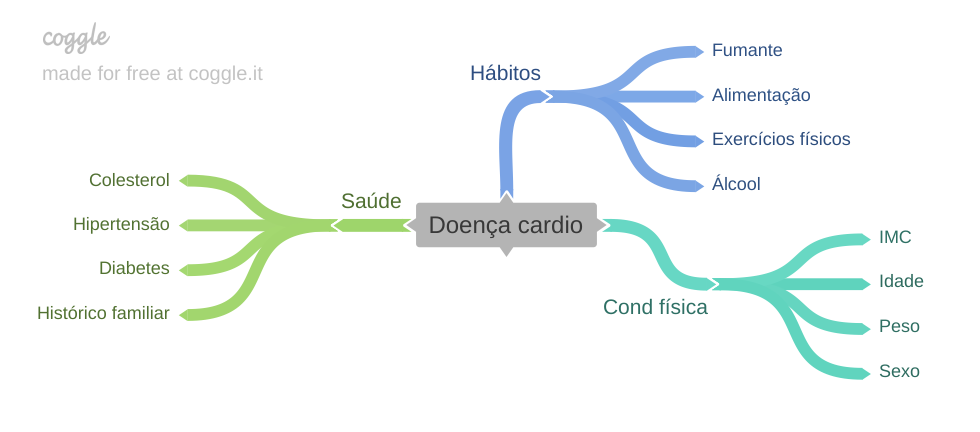 coggle
made for free at coggle.it
Hábitos
Fumante
Alimentação
Exercícios físicos
Álcool
Saúde
Colesterol
Hipertensão
Diabetes
Histórico familiar
Doença cardio
Cond física
IMC
Idade
Peso
Sexo